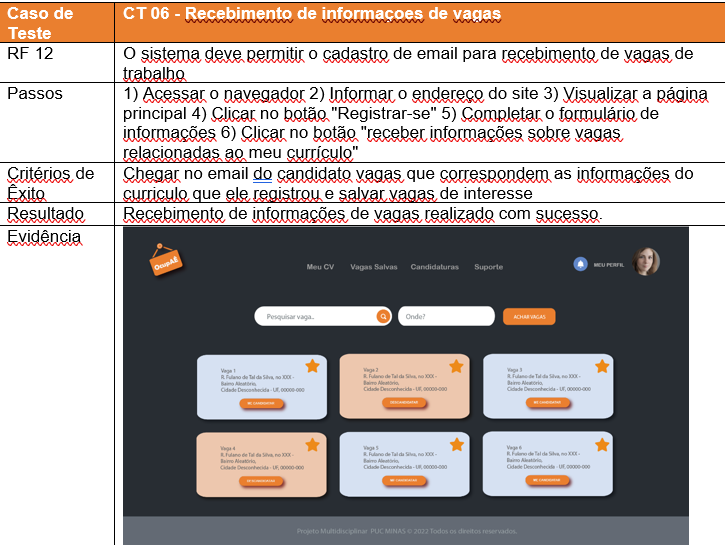 Caso de
Teste
CT 06 - Recebimento de informaçoes de vagas
RF 12
O sistema deve permitir o cadastro de email para recebimento de vagas de
trabalho
Passos
1) Acessar o navegador 2) Informar o endereço do site 3) Visualizar a página
principal 4) Clicar no botão "Registrar-se" 5) Completar o formulário de
informações 6) Clicar no botão "receber informações sobre vagas
relacionadas ao meu currículo"
Critérios de
Êxito
Chegar no email do candidato vagas que correspondem as informações do
curriculo que ele registrou e salvar vagas de interesse
Resultado
Recebimento de informações de vagas realizado com sucesso.
Evidência
OcupAÊ
Meu CV
Vagas Salvas
Candidaturas
Suporte
MEU PERFIL
Pesquisar vaga..
Onde?
ACHAR VAGAS
Vaga 1
R. Fulano de Tal da Silva, no XXX -
Bairro Aleatório,
Cidade Desconhecida - UF, 00000-000
ME CANDIDATAR
Vaga 2
R. Fulano de Tal da Silva, no XXX -
Bairro Aleatório,
Cidade Desconhecida - UF, 00000-000
DESCANDIDATAR
Vaga 3
R. Fulano de Tal da Silva, no XXX -
Bairro Aleatório,
Cidade Desconhecida - UF, 00000-000
ME CANDIDATAR
Vaga 4
R. Fulano de Tal da Silva, no XXX -
Bairro Aleatório,
Cidade Desconhecida - UF, 00000-000
DESCANDIDATAR
Vaga 5
R. Fulano de Tal da Silva, no XXX -
Bairro Aleatório,
Cidade Desconhecida - UF, 00000-000
ME CANDIDATAR
Vaga 6
R. Fulano de Tal da Silva, no XXX -
Bairro Aleatório,
Cidade Desconhecida - UF, 00000-000
ME CANDIDATAR
Projeto Multidisciplinar PUC MINAS © 2022 Todos os direitos reservados.